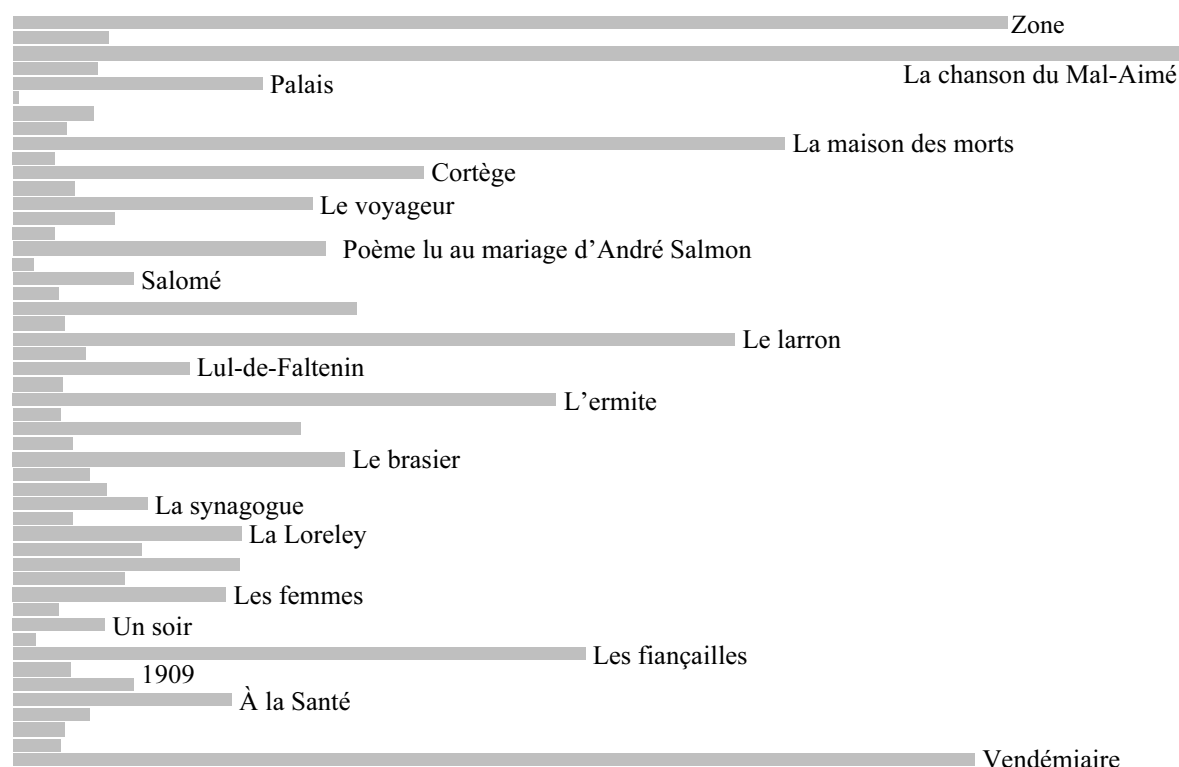 Zone
La chanson du Mal-Aimé
Palais
La maison des morts
Cortège
Le voyageur
Poème lu au mariage d’André Salmon
Salomé
Le larron
Lul-de-Faltenin
L’ermite
Le brasier
La synagogue
La Loreley
Les femmes
Un soir
Les fiançailles
1909
À la Santé
Vendémiaire